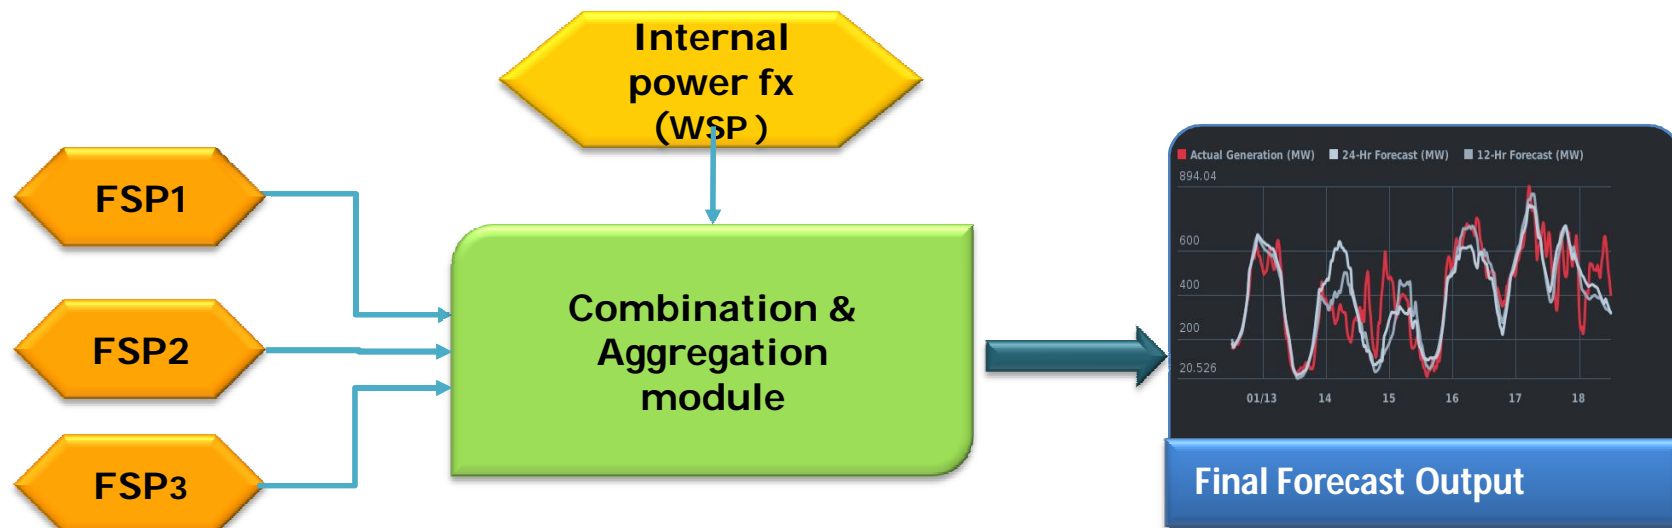 Internal
power fx
(WSP)
FSP1
FSP2
FSP3
Combination &
Aggregation
module
Actual Generation (MW) 24-Hr Forecast (MW) 12-Hr Forecast (MW)
894.04
600
400
200
20.526
01/13 14 15 16 17 18
Final Forecast Output